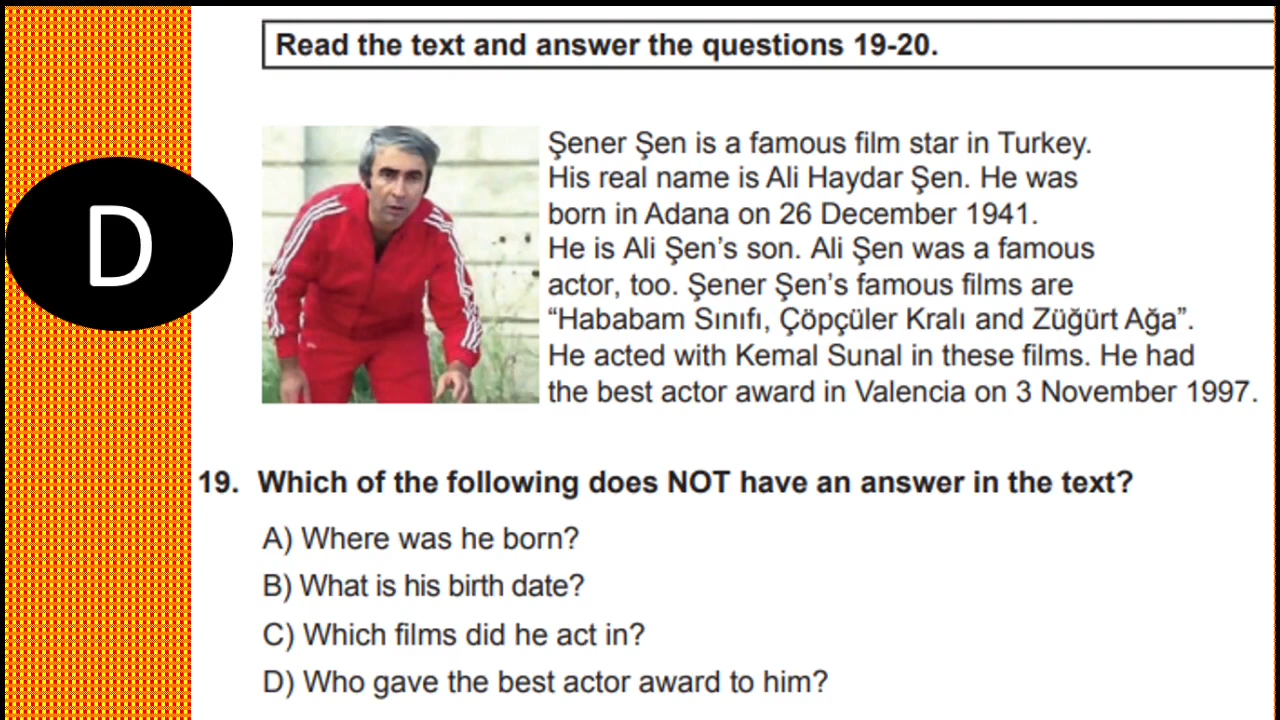 Read the text and answer the questions 19-20.
D
Şener Şen is a famous film star in Turkey.
His real name is Ali Haydar Şen. He was
born in Adana on 26 December 1941.
He is Ali Şen’s son. Ali Şen was a famous
actor, too. Şener Şen’s famous films are
“Hababam Sınıfı, Çöpçüler Kralı and Züğürt Ağa”.
He acted with Kemal Sunal in these films. He had
the best actor award in Valencia on 3 November 1997.
19. Which of the following does NOT have an answer in the text?
A) Where was he born?
B) What is his birth date?
C) Which films did he act in?
D) Who gave the best actor award to him?